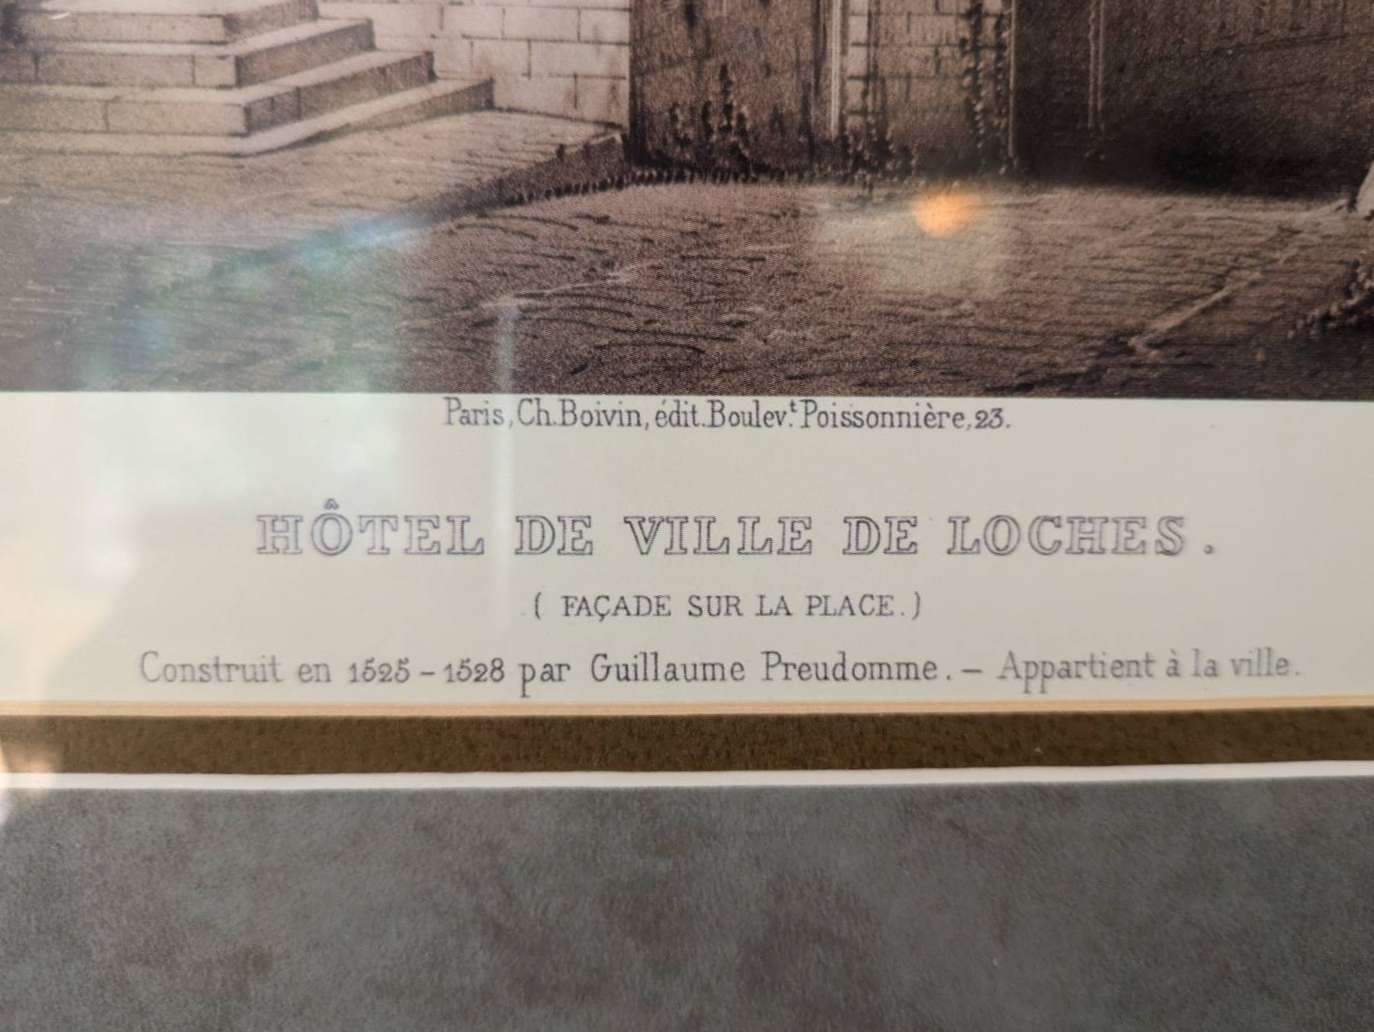 Paris, Ch. Boivin, édit. Boulev.t Poissonnière, 23.
HÔTEL DE VILLE DE LOCHES.
( FAÇADE SUR LA PLACE. )
Construit en 1525 - 1528 par Guillaume Preudomme. — Appartient à la ville.